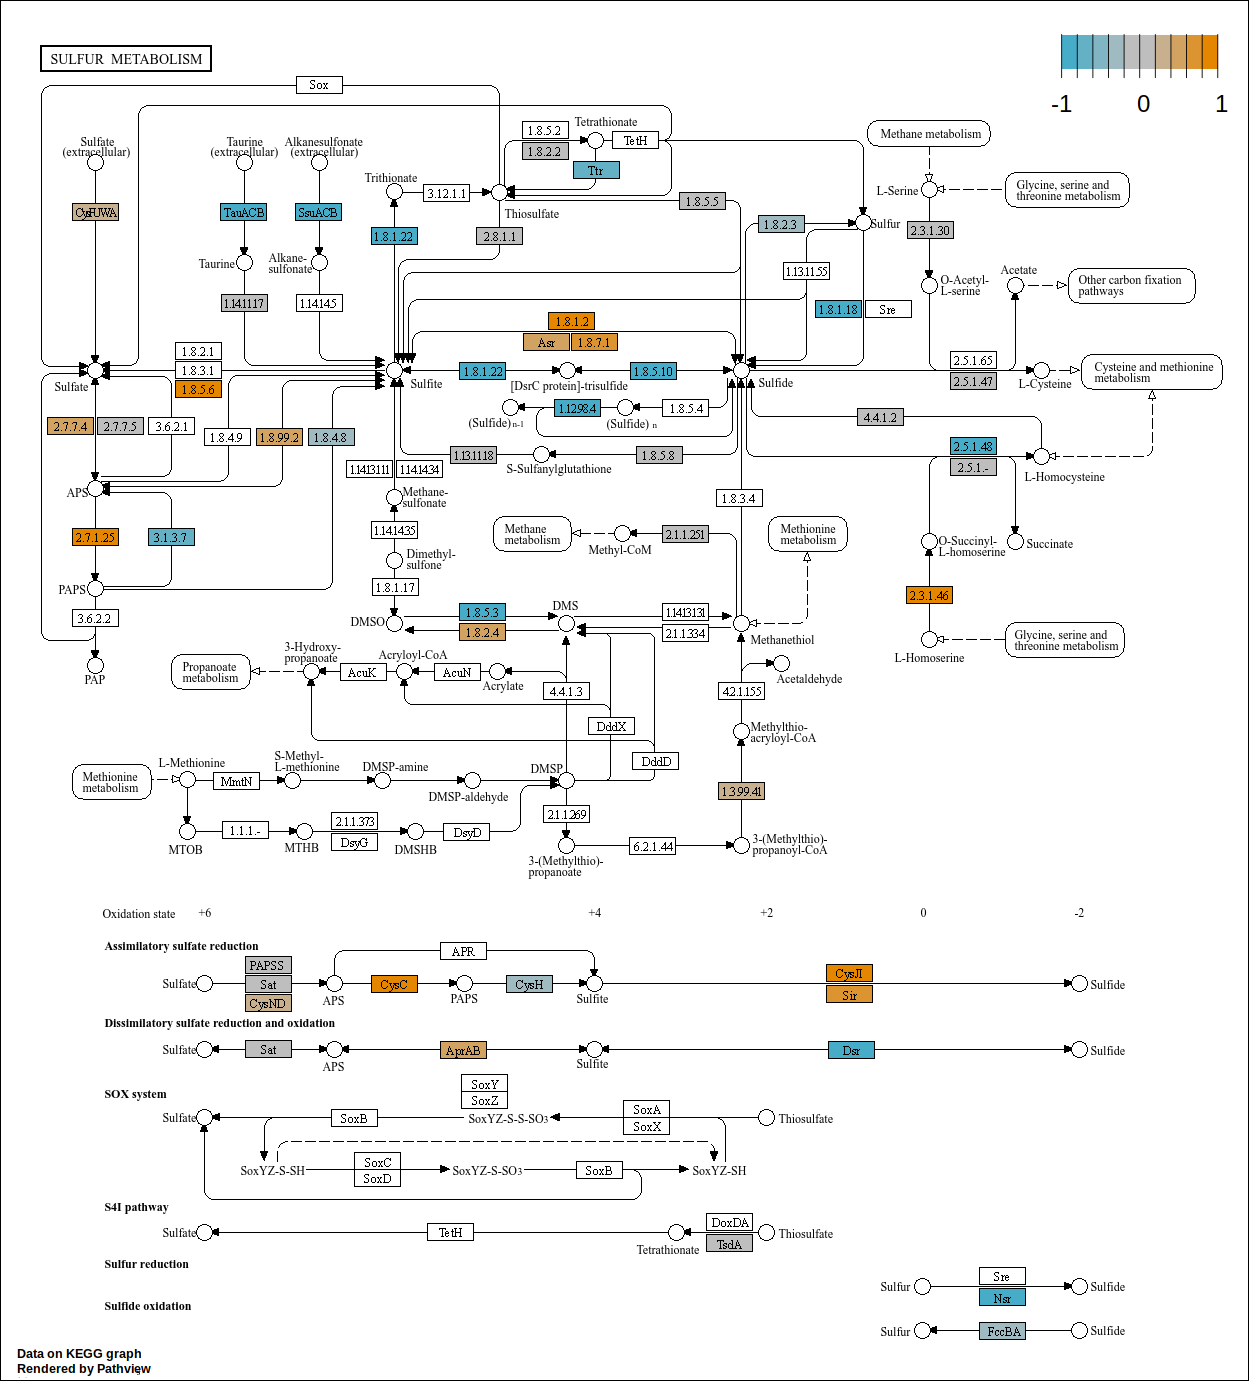 SULFUR METABOLISM
-1 0 1
Sox
Sulfate
(extracellular)
Taurine
(extracellular)
Alkanesulfonate
(extracellular)
Tetrathionate
1.8.5.2
1.8.2.2
TetH
Ttr
Methane metabolism
Trithionate
3.12.1.1
Thiosulfate
1.8.5.5
L-Serine
Glycine, serine and
threonine metabolism
CysPUWA
TauACB
SsuACB
1.8.1.22
2.8.1.1
1.8.2.3
Sulfur
2.3.1.30
Taurine
Alkane-
sulfonate
1.13.11.55
Acetate
O-Acetyl-
L-serine
Other carbon fixation
pathways
1.14.11.17
1.14.14.5
1.8.1.18
Sre
1.8.1.2
Asr
1.8.7.1
1.8.2.1
1.8.3.1
1.8.5.6
Sulfate
Sulfite
1.8.1.22
[DsrC protein]-trisulfide
1.8.5.10
Sulfide
2.5.1.65
2.5.1.47
L-Cysteine
Cysteine and methionine
metabolism
(Sulfide) n-1
1.12.98.4
(Sulfide) n
1.8.5.4
4.4.1.2
2.7.7.4
2.7.7.5
3.6.2.1
1.8.4.9
1.8.99.2
1.8.4.8
2.5.1.48
2.5.1.-
L-Homocysteine
1.13.11.18
S-Sulfanylglutathione
1.8.5.8
1.14.13.111
1.14.14.34
APS
Methane-
sulfonate
1.8.3.4
2.7.1.25
3.1.3.7
1.14.14.35
Methane
metabolism
Methyl-CoM
2.1.1.251
Methionine
metabolism
O-Succinyl-
L-homoserine
Succinate
Dimethyl-
sulfone
PAPS
1.8.1.17
2.3.1.46
3.6.2.2
DMSO
1.8.5.3
1.8.2.4
DMS
1.14.13.131
2.1.1.334
Methanethiol
L-Homoserine
Glycine, serine and
threonine metabolism
PAP
Propanoate
metabolism
3-Hydroxy-
propanoate
AcuK
Acryloyl-CoA
AcuN
Acrylate
4.4.1.3
4.2.1.155
Acetaldehyde
DddX
Methylthio-
acryloyl-CoA
DddD
Methionine
metabolism
L-Methionine
MmtN
S-Methyl-
L-methionine
DMSP-amine
DMSP-aldehyde
DMSP
1.3.99.41
2.1.1.269
MTOB
1.1.1.-
MTHB
2.1.1.373
DsyG
DMSHB
DsyD
3-(Methylthio)-
propanoate
6.2.1.44
3-(Methylthio)-
propanoyl-CoA
Oxidation state +6 +4 +2 0 -2
Assimilatory sulfate reduction
Sulfate
PAPSS
Sat
CysND
APS
APR
CysC
PAPS
CysH
Sulfite
CysJI
Sir
Sulfide
Dissimilatory sulfate reduction and oxidation
Sulfate
Sat
APS
AprAB
Sulfite
Dsr
Sulfide
SOX system
Sulfate
SoxB
SoxY
SoxZ
SoxYZ-S-S-SO3
SoxA
SoxX
Thiosulfate
SoxYZ-S-SH
SoxC
SoxD
SoxYZ-S-SO3
SoxB
SoxYZ-SH
S4I pathway
Sulfate
TetH
Tetrathionate
DoxDA
TsdA
Thiosulfate
Sulfur reduction
Sulfur
Sre
Nsr
Sulfide
Sulfide oxidation
Sulfur
FccBA
Sulfide
Data on KEGG graph
Rendered by Pathview